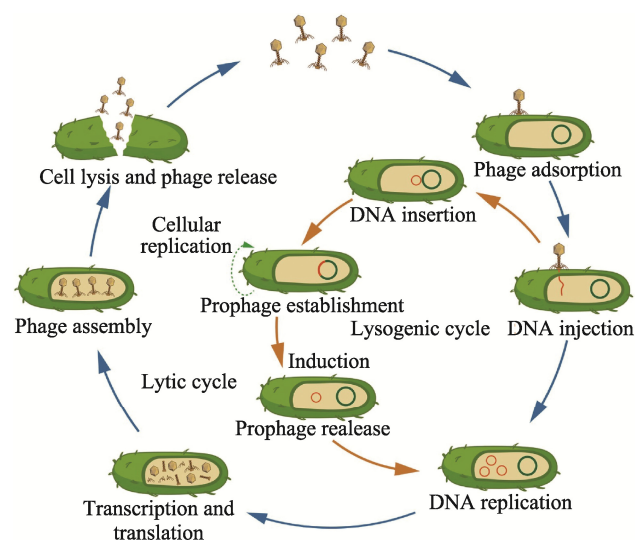 Cell lysis and phage release
Phage adsorption
DNA insertion
Cellular
replication
Prophage establishment
Lysogenic cycle
DNA injection
Phage assembly
Induction
Lytic cycle
Prophage realease
DNA replication
Transcription and
translation